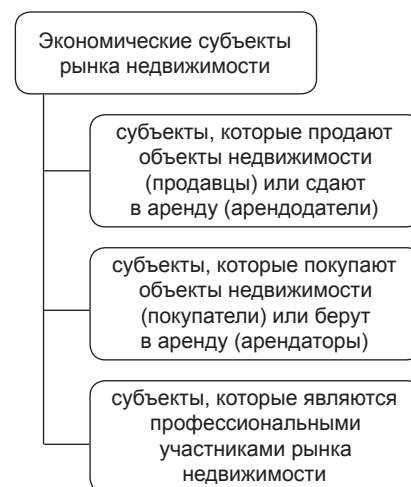 Экономические субъекты
рынка недвижимости
субъекты, которые продают
объекты недвижимости
(продавцы) или сдают
в аренду (арендодатели)
субъекты, которые покупают
объекты недвижимости
(покупатели) или берут
в аренду (арендаторы)
субъекты, которые являются
профессиональными
участниками рынка
недвижимости